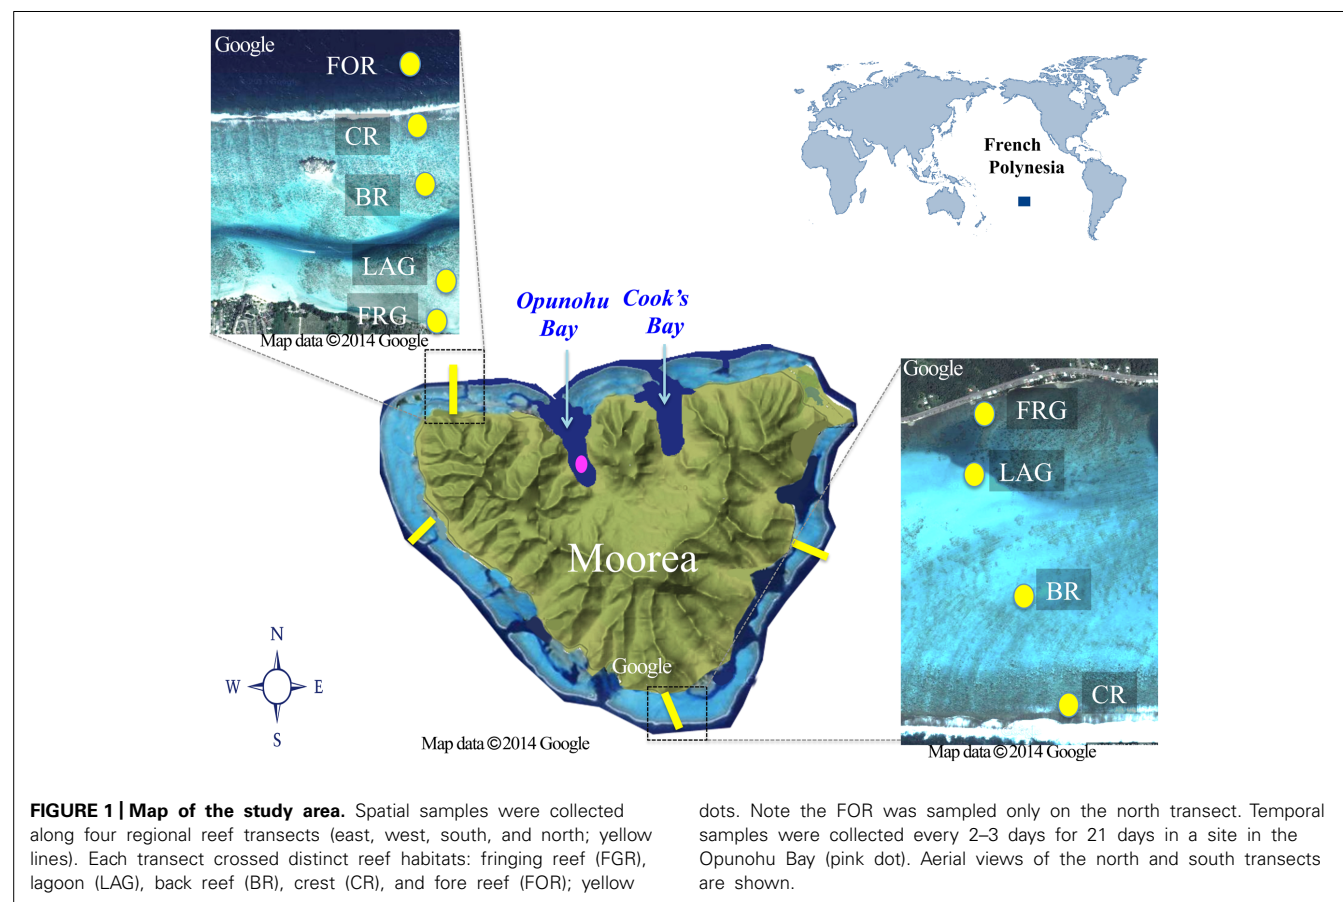 Google
FOR
CR
BR
LAG
FRG
Map data ©2014 Google
French
Polynesia
Opunohu
Bay
Cook's
Bay
Moorea
Google
Map data ©2014 Google
N
W
E
S
Google
FRG
LAG
BR
CR
Map data ©2014 Google
FIGURE 1 | Map of the study area. Spatial samples were collected
along four regional reef transects (east, west, south, and north; yellow
lines). Each transect crossed distinct reef habitats: fringing reef (FGR),
lagoon (LAG), back reef (BR), crest (CR), and fore reef (FOR); yellow
dots. Note the FOR was sampled only on the north transect. Temporal
samples were collected every 2–3 days for 21 days in a site in the
Opunohu Bay (pink dot). Aerial views of the north and south transects
are shown.